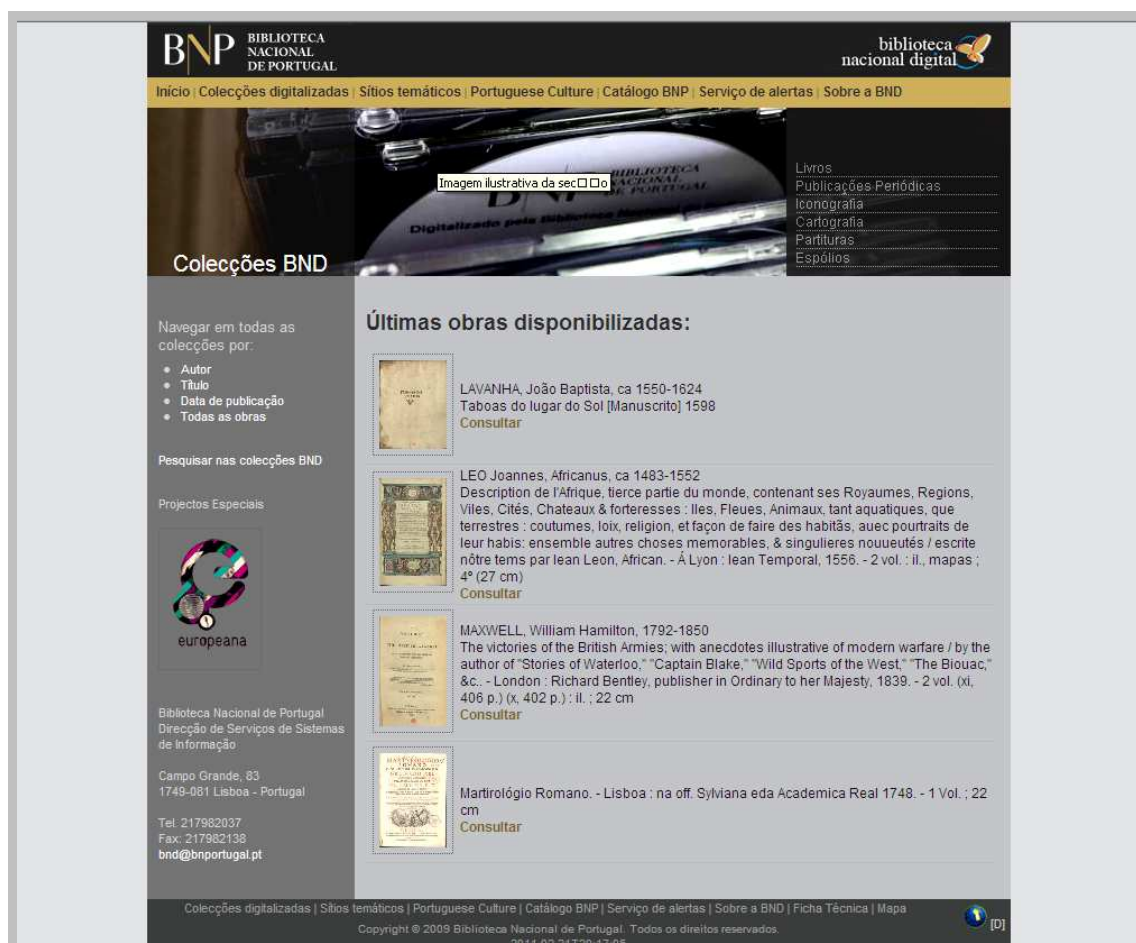 BNP BIBLIOTECA
NACIONAL
DE PORTUGAL
biblioteca
nacional digital
Início | Colecções digitalizadas | Sítios temáticos | Portuguese Culture | Catálogo BNP | Serviço de alertas | Sobre a BND
Imagem ilustrativa da sec□□o
BIBLIOTECA
NACIONAL
DE PORTUGAL
Digitalizado pela Biblioteca
Livros
Publicações Periódicas
Iconografia
Cartografia
Partituras
Espólios
Colecções BND
Navegar em todas as
colecções por:
Autor
Título
Data de publicação
Todas as obras
Pesquisar nas colecções BND
Projectos Especiais
europeana
Biblioteca Nacional de Portugal
Direcção de Serviços de Sistemas
de Informação
Campo Grande, 83
1749-081 Lisboa - Portugal
Tel. 217982037
Fax: 217982138
bnd@bnportugal.pt
Últimas obras disponibilizadas:
LAVANHA, João Baptista, ca 1550-1624
Taboas do lugar do Sol [Manuscrito] 1598
Consultar
LEO Joannes, Africanus, ca 1483-1552
Description de l'Afrique, tierce partie du monde, contenant ses Royaumes, Regions,
Viles, Cités, Chateaux & forteresses : Iles, Fleues, Animaux, tant aquatiques, que
terrestres : coutumes, loix, religion, et façon de faire des habitãs, auec pourtraits de
leur habis: ensemble autres choses memorables, & singulieres nouueutés / escrite
nôtre tems par Iean Leon, African. - Á Lyon : Iean Temporal, 1556. - 2 vol. : il., mapas ;
4º (27 cm)
Consultar
MAXWELL, William Hamilton, 1792-1850
The victories of the British Armies; with anecdotes illustrative of modern warfare / by the
author of "Stories of Waterloo," "Captain Blake," "Wild Sports of the West," "The Biouac,"
&c.. - London : Richard Bentley, publisher in Ordinary to her Majesty, 1839. - 2 vol. (xi,
406 p.) (x, 402 p.) : il. ; 22 cm
Consultar
Martirológio Romano. - Lisboa : na off. Sylviana eda Academica Real 1748. - 1 Vol. ; 22
cm
Consultar
Colecções digitalizadas | Sítios temáticos | Portuguese Culture | Catálogo BNP | Serviço de alertas | Sobre a BND | Ficha Técnica | Mapa
[D]
Copyright © 2009 Biblioteca Nacional de Portugal. Todos os direitos reservados.